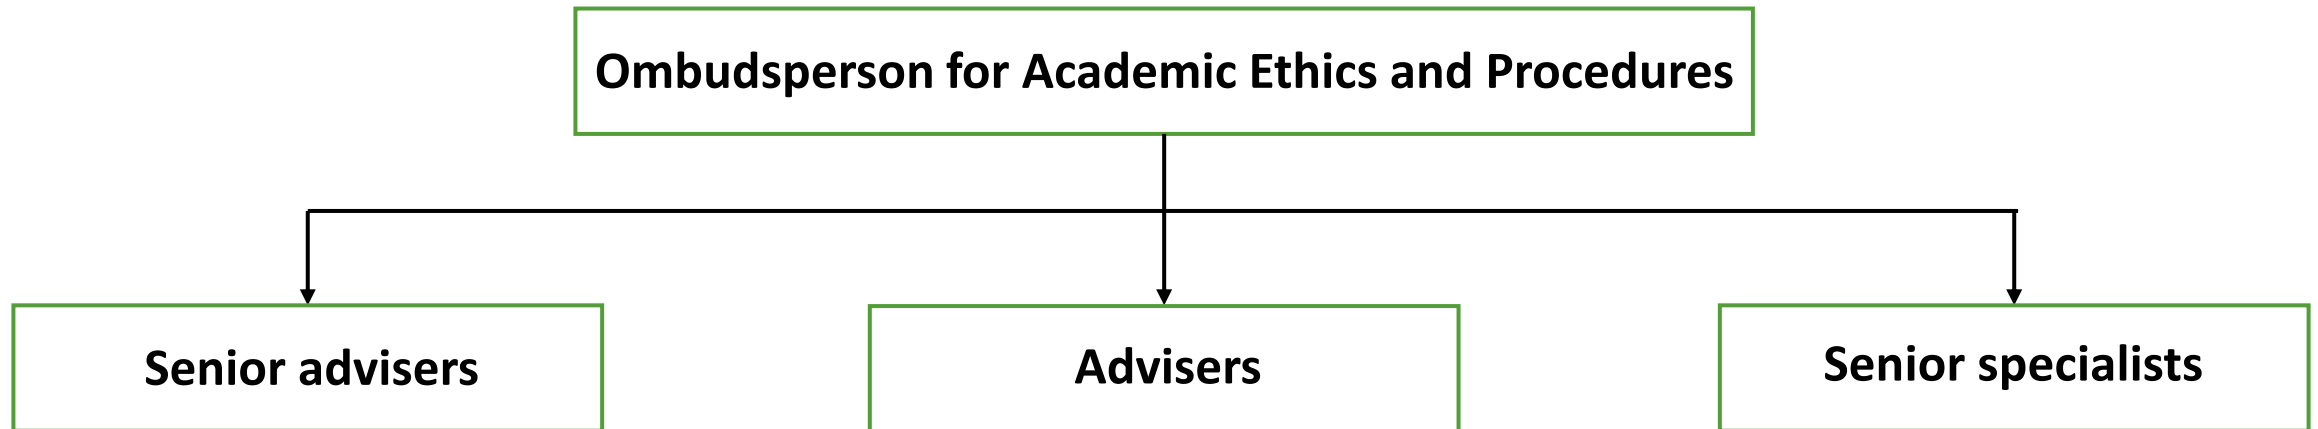 Ombudsperson for Academic Ethics and Procedures
Senior advisers
Advisers
Senior specialists